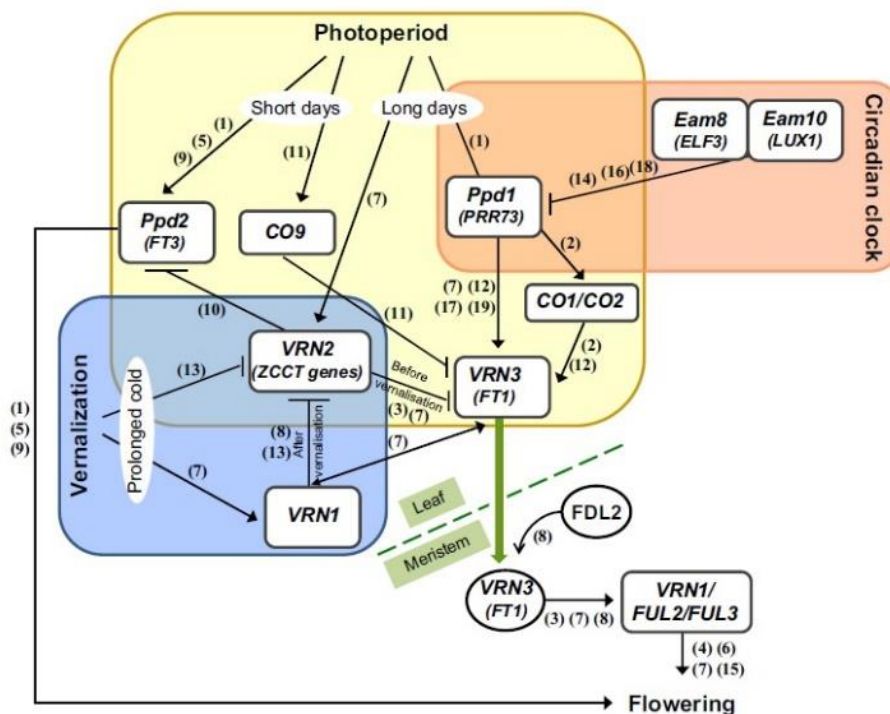 Photoperiod
Short days
Long days
Circadian clock
Eam8
(ELF3)
Eam10
(LUX1)
(1)
(5)
(9)
(11)
(7)
(1)
(14)
(16)
(18)
Ppd2
(FT3)
CO9
Ppd1
(PRR73)
(2)
(7) (12)
(17) (19)
CO1/CO2
(10)
(11)
(2)
(12)
VRN2
(ZCCT genes)
Before
vernalisation
(3) (7)
VRN3
(FT1)
Vernalization
Prolonged cold
(13)
(7)
(8)
(13)
After
vernalisation
(7)
VRN1
(1)
(5)
(9)
Leaf
Meristem
FDL2
(8)
VRN3
(FT1)
(3) (7) (8)
VRN1/
FUL2/FUL3
(4) (6)
(7) (15)
Flowering